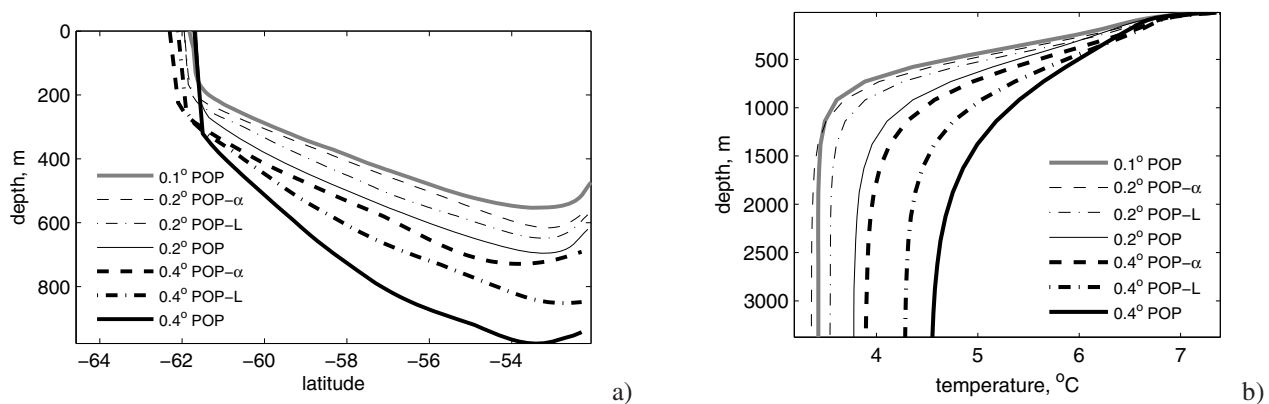 0
200
400
600
800
depth, m
0.1° POP
0.2° POP−α
0.2° POP−L
0.2° POP
0.4° POP−α
0.4° POP−L
0.4° POP
−64 −62 −60 −58 −56 −54
latitude
a)
500
1000
1500
2000
2500
3000
depth, m
0.1° POP
0.2° POP−α
0.2° POP−L
0.2° POP
0.4° POP−α
0.4° POP−L
0.4° POP
4 5 6 7
temperature, °C
b)